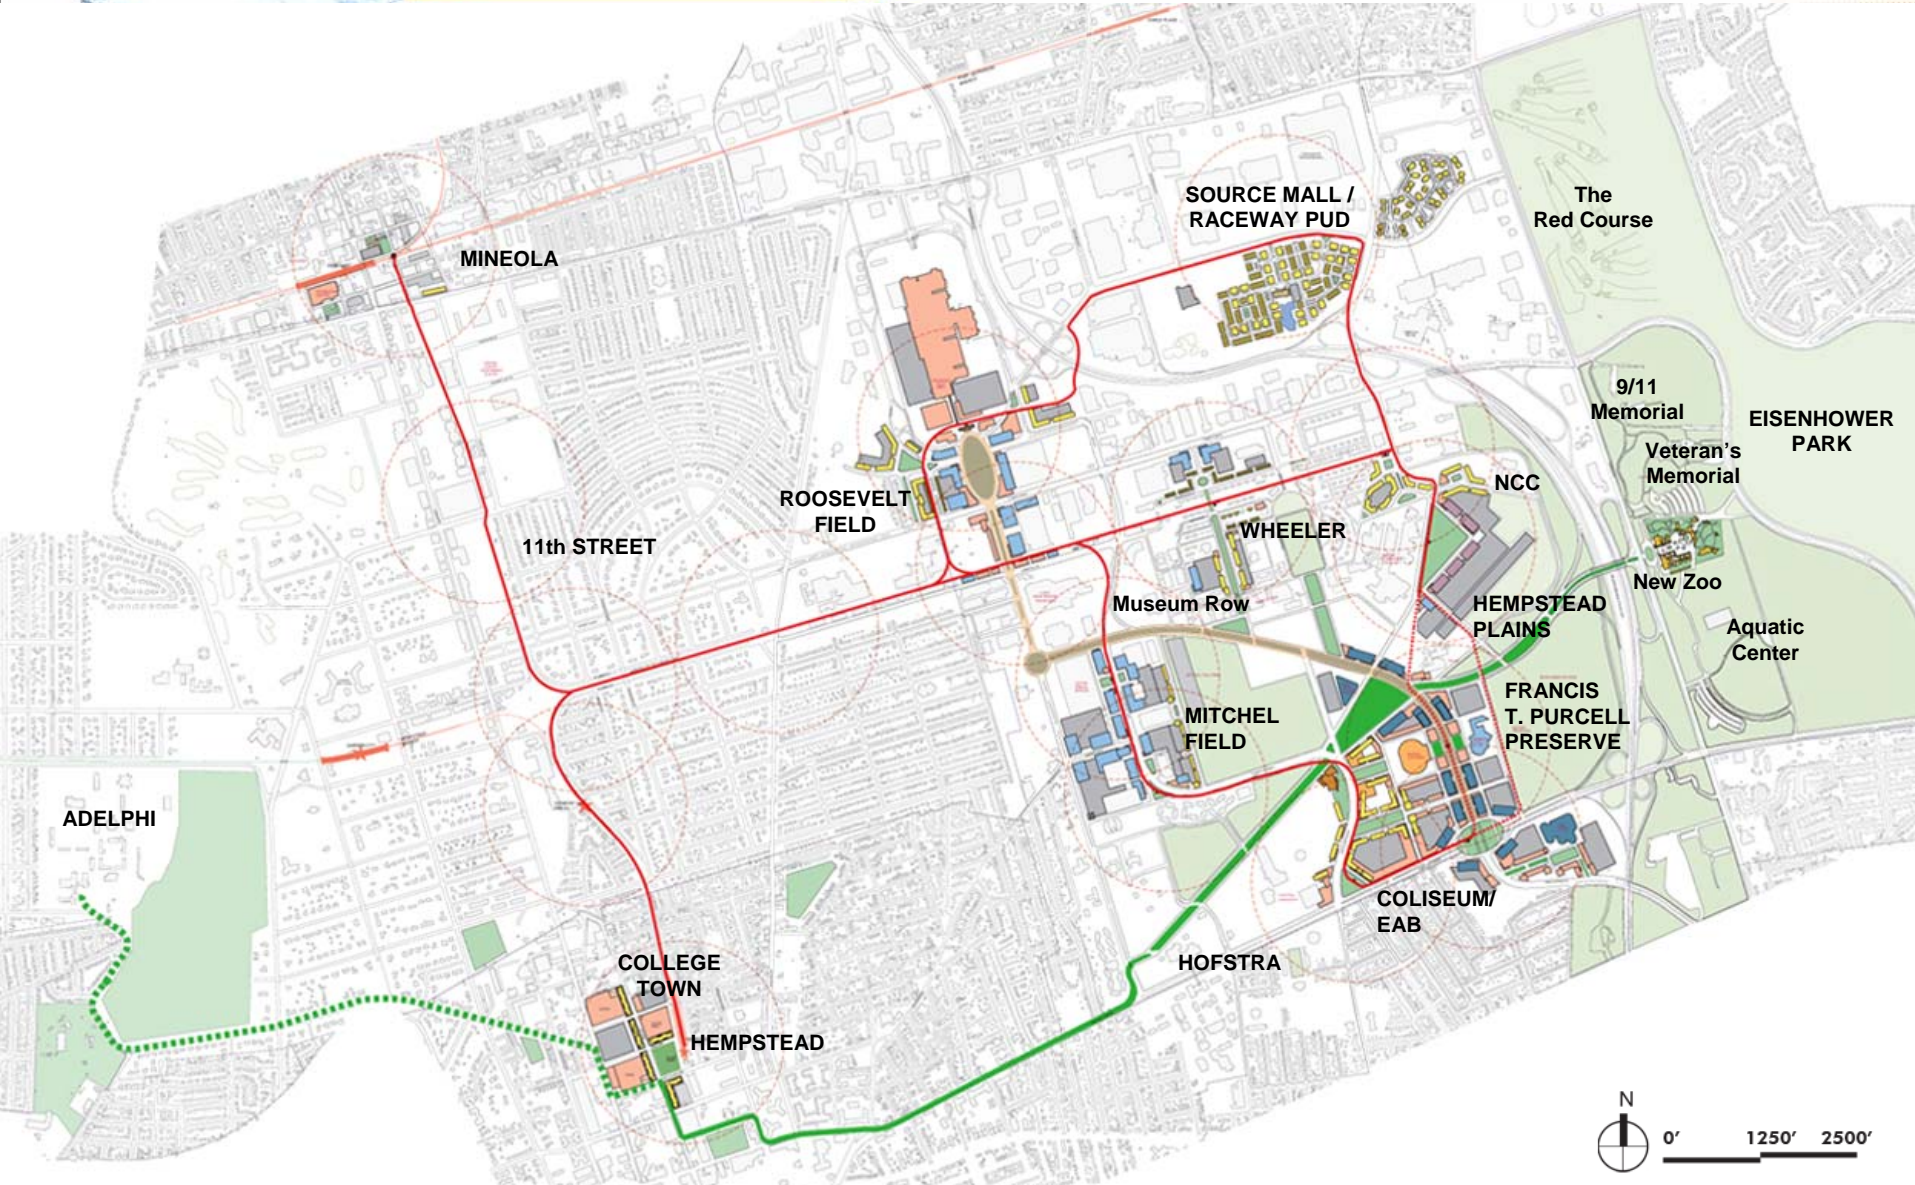 SOURCE MALL /
RACEWAY PUD
The
Red Course
MINEOLA
9/11
Memorial
EISENHOWER
PARK
Veteran's
Memorial
NCC
ROOSEVELT
FIELD
WHEELER
11th STREET
New Zoo
Museum Row
HEMPSTEAD
PLAINS
Aquatic
Center
FRANCIS
T. PURCELL
PRESERVE
MITCHEL
FIELD
ADELPHI
COLISEUM/
EAB
HOFSTRA
COLLEGE
TOWN
HEMPSTEAD
N
0' 1250' 2500'